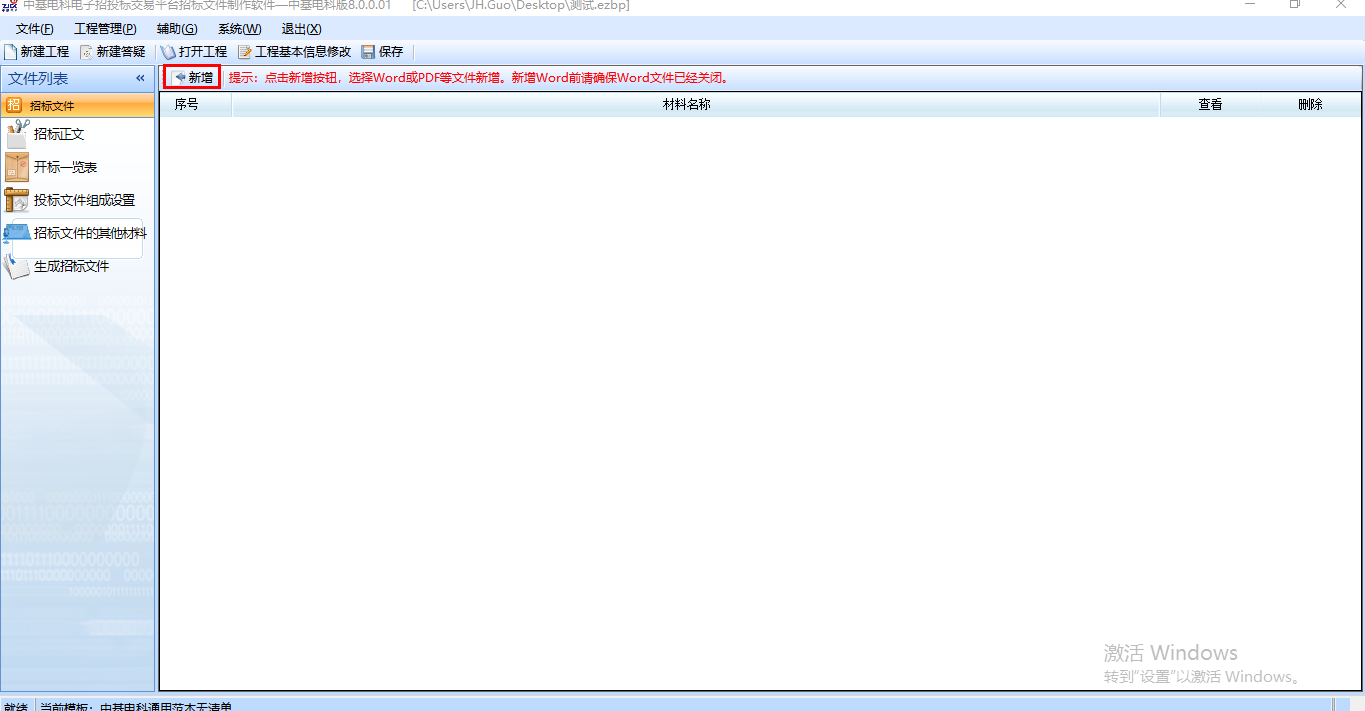 中基电科电子招投标交易平台招标文件制作软件—中基电科版8.0.0.01 [C:\Users\JH.Guo\Desktop\测试.ezbp]
文件(F) 工程管理(P) 辅助(G) 系统(W) 退出(X)
新建工程 新建答疑 打开工程 工程基本信息修改 保存
文件列表 «
新增 提示：点击新增按钮，选择Word或PDF等文件新增。新增Word前请确保Word文件已经关闭。
序号 材料名称 查看 删除
招 招标文件
招标正文
开标一览表
投标文件组成设置
招标文件的其他材料
生成招标文件
激活 Windows
转到"设置"以激活 Windows。
就绪 当前模板：中基电科通用范本无清单